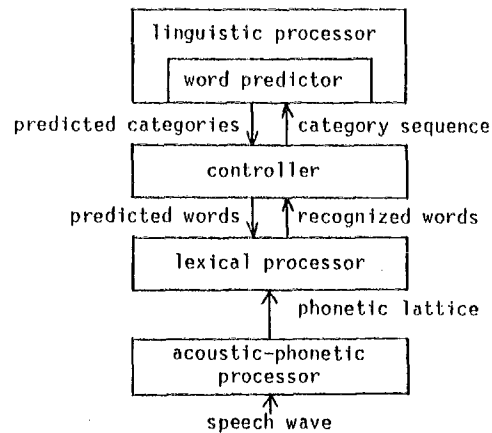 linguistic processor
word predictor
predicted categories
category sequence
controller
predicted words
recognized words
lexical processor
phonetic lattice
acoustic-phonetic
processor
speech wave